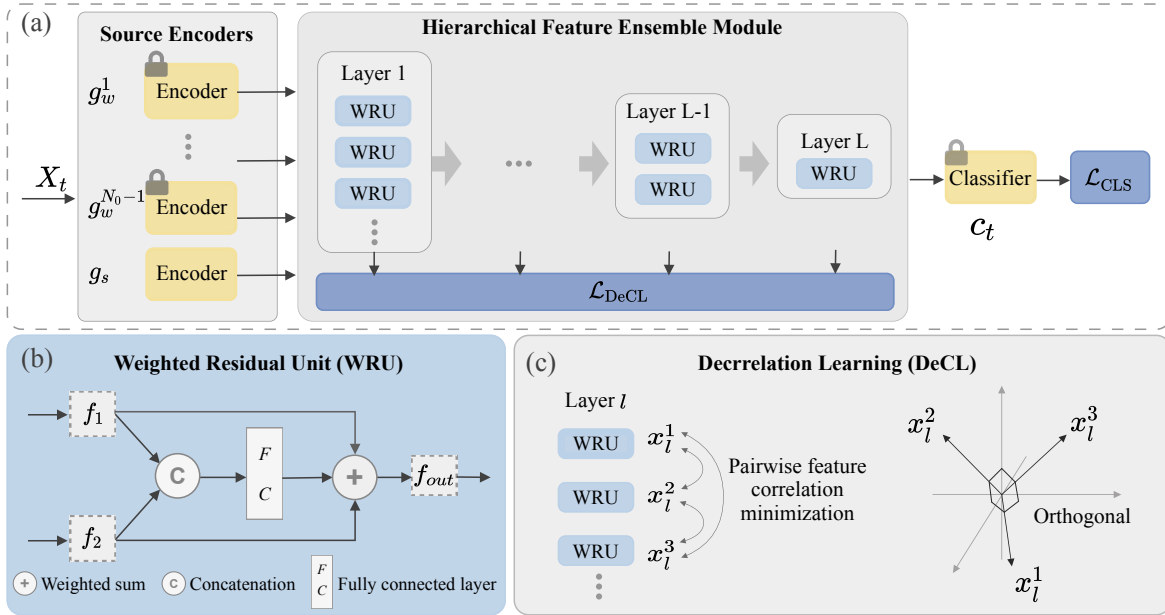 (a)
Source Encoders
Hierarchical Feature Ensemble Module
X_t
g_w^1
Encoder
g_w^{N_0-1}
Encoder
g_s
Encoder
Layer 1
WRU
WRU
WRU
...
Layer L-1
WRU
WRU
Layer L
WRU
Classifier
c_t
L_CLS
L_DeCL
(b)
Weighted Residual Unit (WRU)
f_1
C
F
C
+
f_out
f_2
+ Weighted sum
C Concatenation
F
C
Fully connected layer
(c)
Decrrelation Learning (DeCL)
Layer l
WRU
x_l^1
WRU
x_l^2
WRU
x_l^3
Pairwise feature
correlation
minimization
x_l^2
x_l^3
Orthogonal
x_l^1